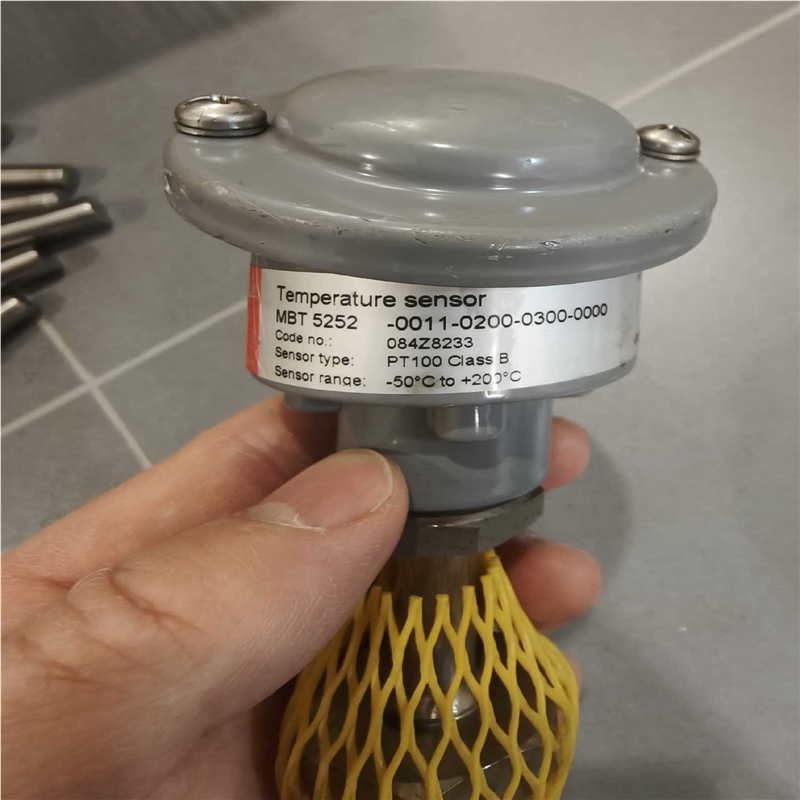 Temperature sensor
MBT 5252 -0011-0200-0300-0000
Code no.: 084Z8233
Sensor type: PT100 Class B
Sensor range: -50°C to +200°C